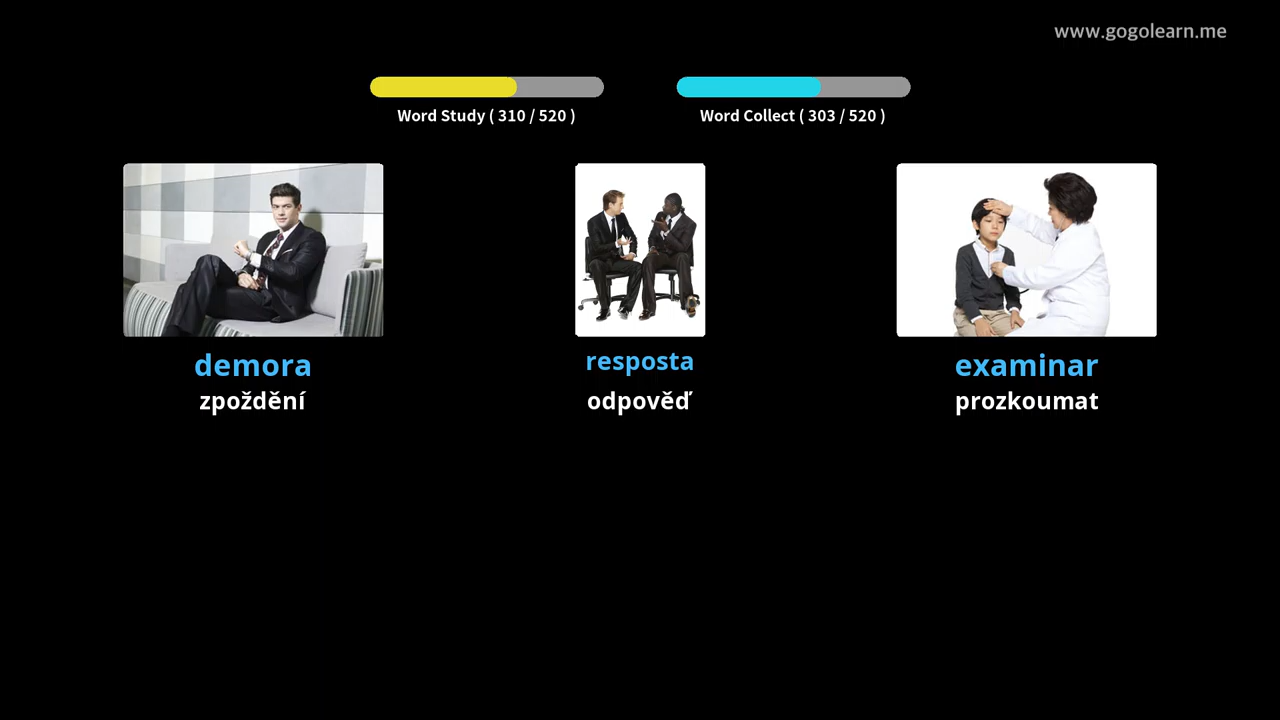 www.gogolearn.me
Word Study ( 310 / 520 )
Word Collect ( 303 / 520 )
demora
resposta
examinar
zpoždění
odpověď
prozkoumat